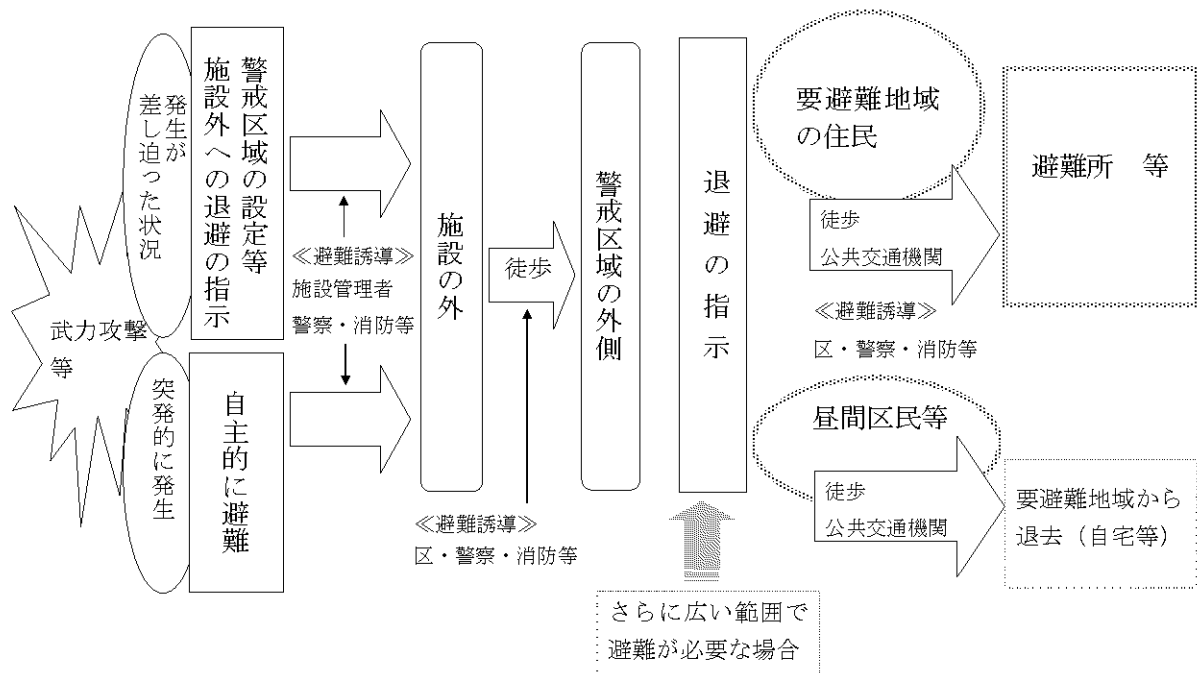 武力攻撃
等
発生が
差し迫った状況
警戒区域の設定等
施設外への退避の指示
突発的に発生
自主的に避難
≪避難誘導≫
施設管理者
警察・消防等
施設の外
徒歩
≪避難誘導≫
区・警察・消防等
警戒区域の外側
退避の指示
さらに広い範囲で
避難が必要な場合
要避難地域
の住民
徒歩
公共交通機関
≪避難誘導≫
区・警察・消防等
避難所　等
昼間区民等
徒歩
公共交通機関
要避難地域から
退去（自宅等）